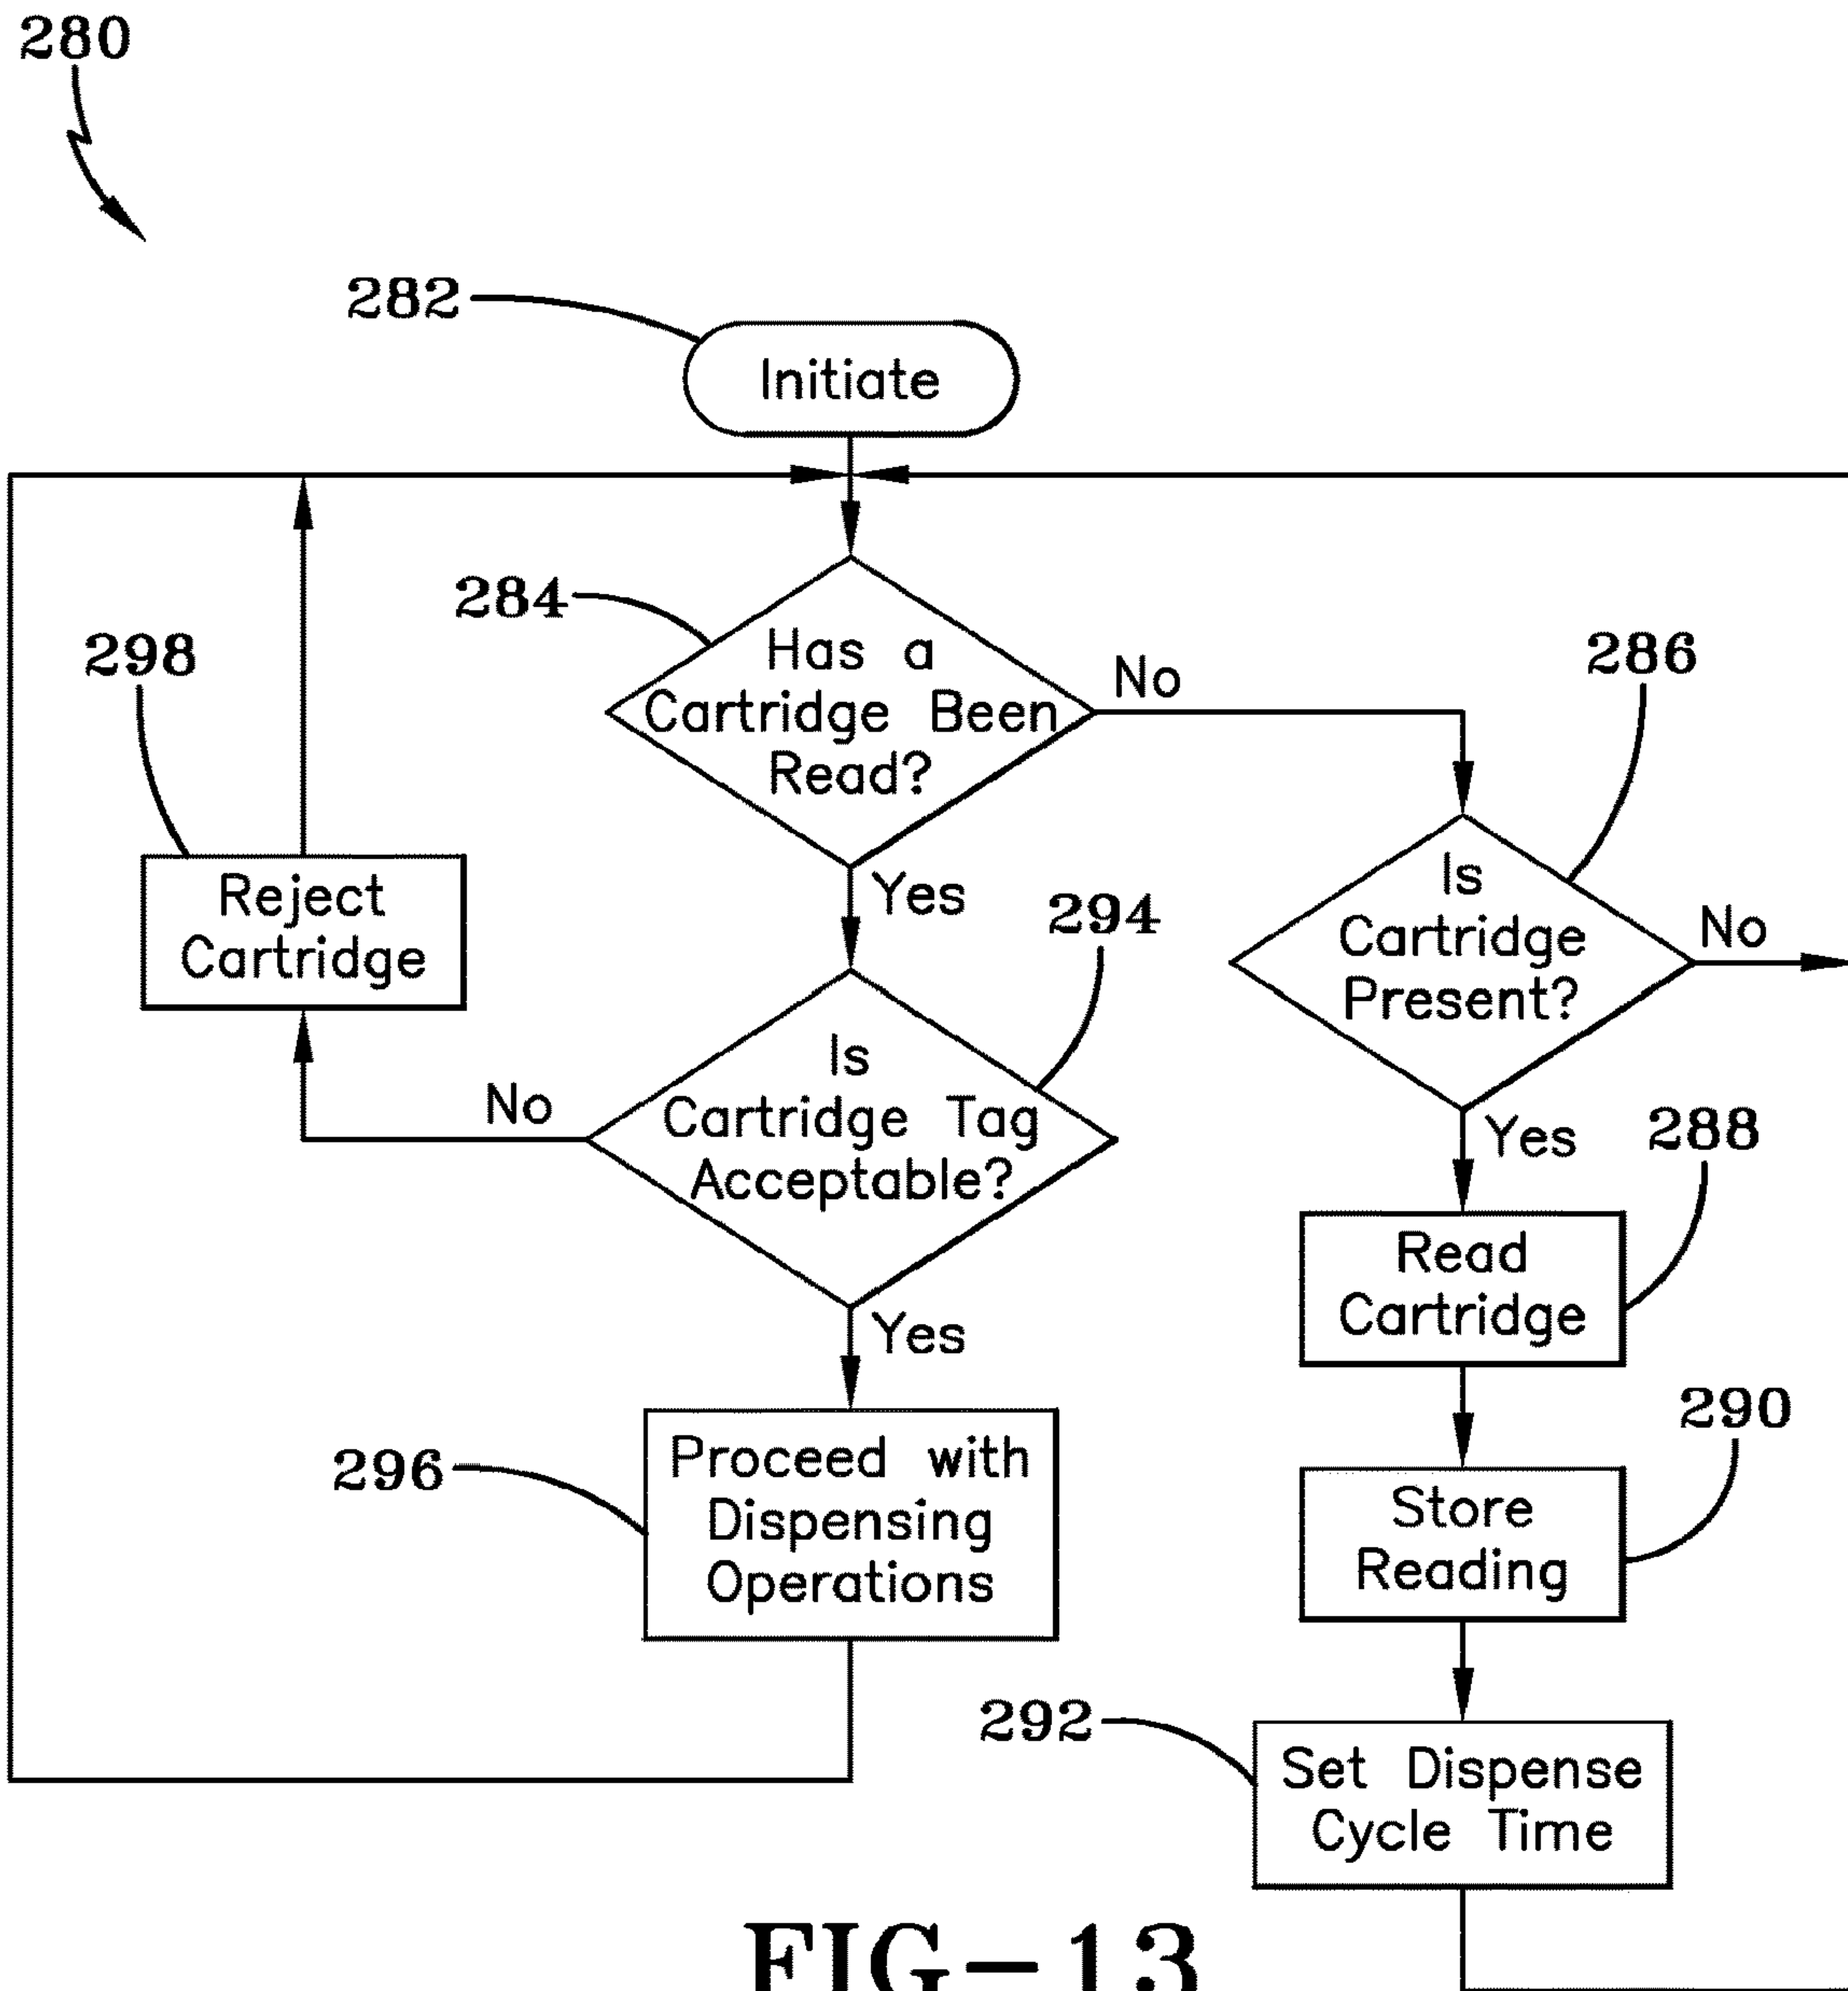 280
282
Initiate
284
Has a
Cartridge Been
Read?
No
286
298
Reject
Cartridge
Yes
294
Is
Cartridge
Present?
No
Is
Cartridge Tag
Acceptable?
No
Yes
288
Read
Cartridge
Yes
296
Proceed with
Dispensing
Operations
290
Store
Reading
292
Set Dispense
Cycle Time
FIG-13